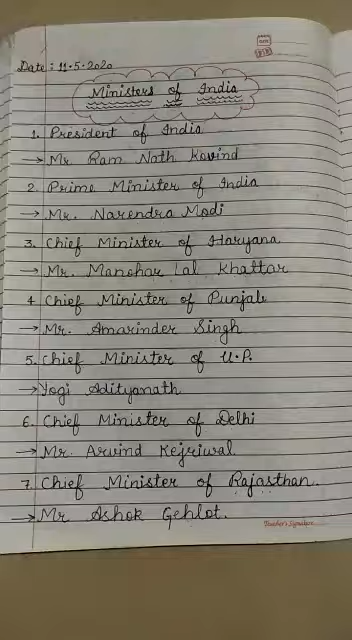 Date: 11.5.2020
Ministers of India
1. President of India
→ Mr. Ram Nath Kovind
2. Prime Minister of India
→ Mr. Narendra Modi
3. Chief Minister of Haryana
→ Mr. Manohar Lal Khattar
4 Chief Minister of Punjab
→ Mr. Amarinder Singh
5. Chief Minister of U.P.
→ Yogi Adityanath
6. Chief Minister of Delhi
→ Mr. Arvind Kejriwal
7. Chief Minister of Rajasthan.
→ Mr Ashok Gehlot.
Teacher's Signature